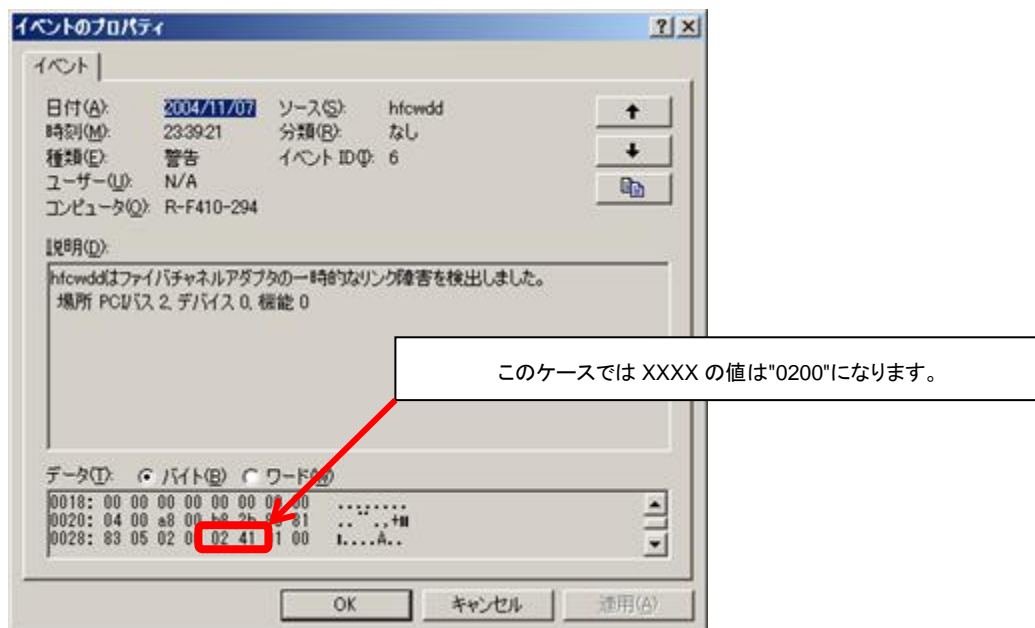 イベントのプロパティ
イベント
日付(A): 2004/11/07 ソース(S): hfcwdd
時刻(M): 23:39:21 分類(R): なし
種類(E): 警告 イベント ID(I): 6
ユーザー(U): N/A
コンピュータ(O): R-F410-294
説明(D):
hfcwddはファイバチャネルアダプタの一時的なリンク障害を検出しました。
場所 PCIバス 2, デバイス 0, 機能 0
このケースでは XXXX の値は"0200"になります。
データ(T): バイト(B) ワード(W)
0018: 00 00 00 00 00 00 00 00 ........
0020: 04 00 a8 00 b8 2b 81
0028: 83 05 02 02 41 00
OK キャンセル 適用(A)